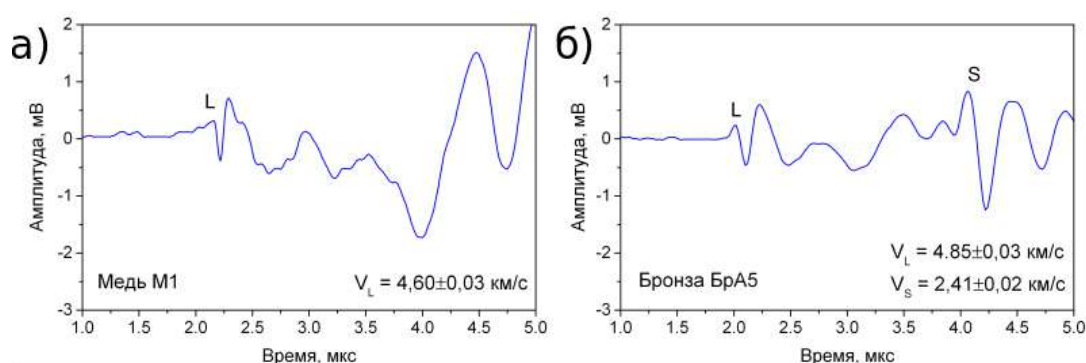 а)
Амплитуда, мВ
2
1
0
-1
-2
-3
L
Медь М1
V_L = 4,60±0,03 км/с
1.0 1.5 2.0 2.5 3.0 3.5 4.0 4.5 5.0
Время, мкс
б)
Амплитуда, мВ
2
1
0
-1
-2
-3
L
S
V_L = 4.85±0,03 км/с
V_S = 2,41±0,02 км/с
Бронза БрА5
1.0 1.5 2.0 2.5 3.0 3.5 4.0 4.5 5.0
Время, мкс